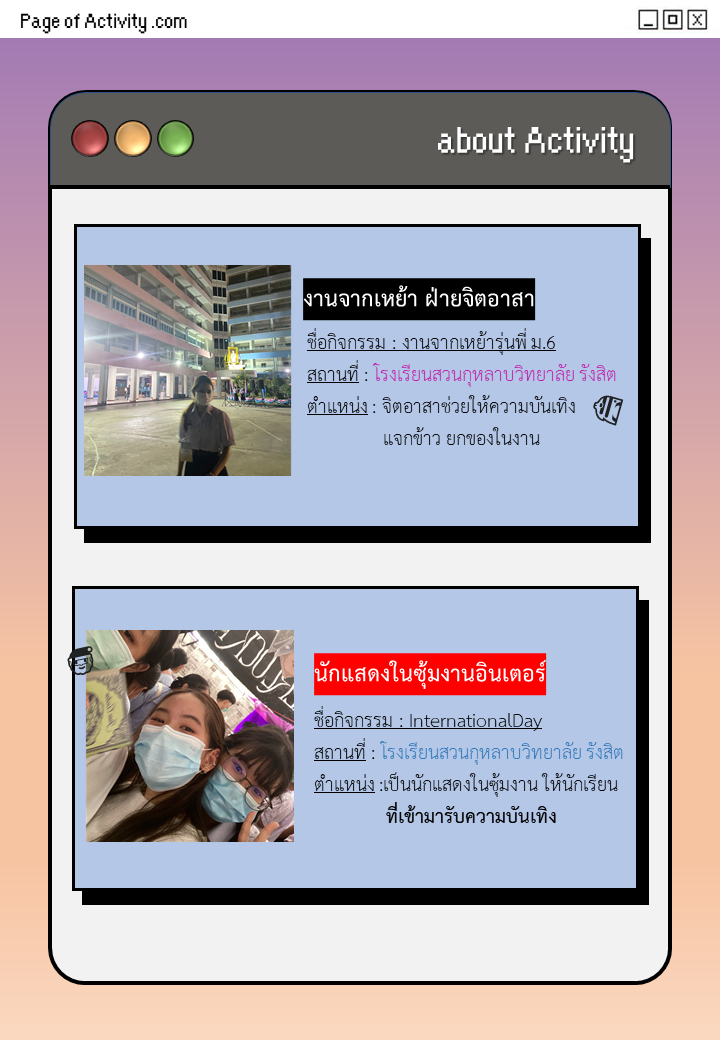 Page of Activity .com
about Activity
งานจากเหย้า ฝ่ายจิตอาสา
ชื่อกิจกรรม : งานจากเหย้ารุ่นพี่ ม.6
สถานที่ : โรงเรียนสวนกุหลาบวิทยาลัย รังสิต
ตำแหน่ง : จิตอาสาช่วยให้ความบันเทิง
แจกข้าว ยกของในงาน
นักแสดงในซุ้มงานอินเตอร์
ชื่อกิจกรรม : InternationalDay
สถานที่ : โรงเรียนสวนกุหลาบวิทยาลัย รังสิต
ตำแหน่ง :เป็นนักแสดงในซุ้มงาน ให้นักเรียน
ที่เข้ามารับความบันเทิง